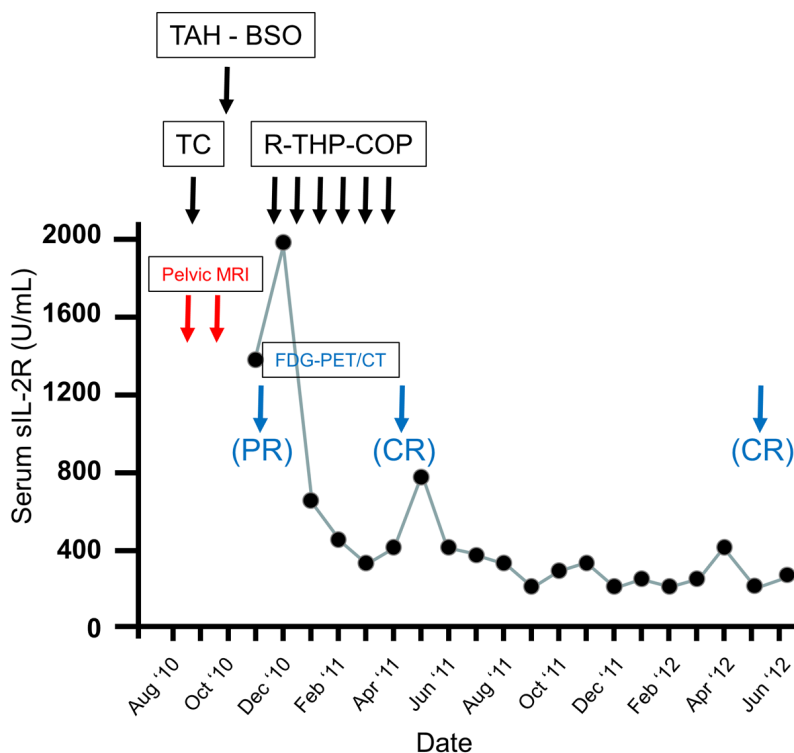 TAH - BSO
TC
R-THP-COP
Pelvic MRI
FDG-PET/CT
(PR)
(CR)
(CR)
Serum sIL-2R (U/mL)
2000
1600
1200
800
400
0
Aug ‘10
Oct ‘10
Dec ‘10
Feb ‘11
Apr ‘11
Jun ‘11
Aug ‘11
Oct ‘11
Dec ‘11
Feb ‘12
Apr ‘12
Jun ‘12
Date